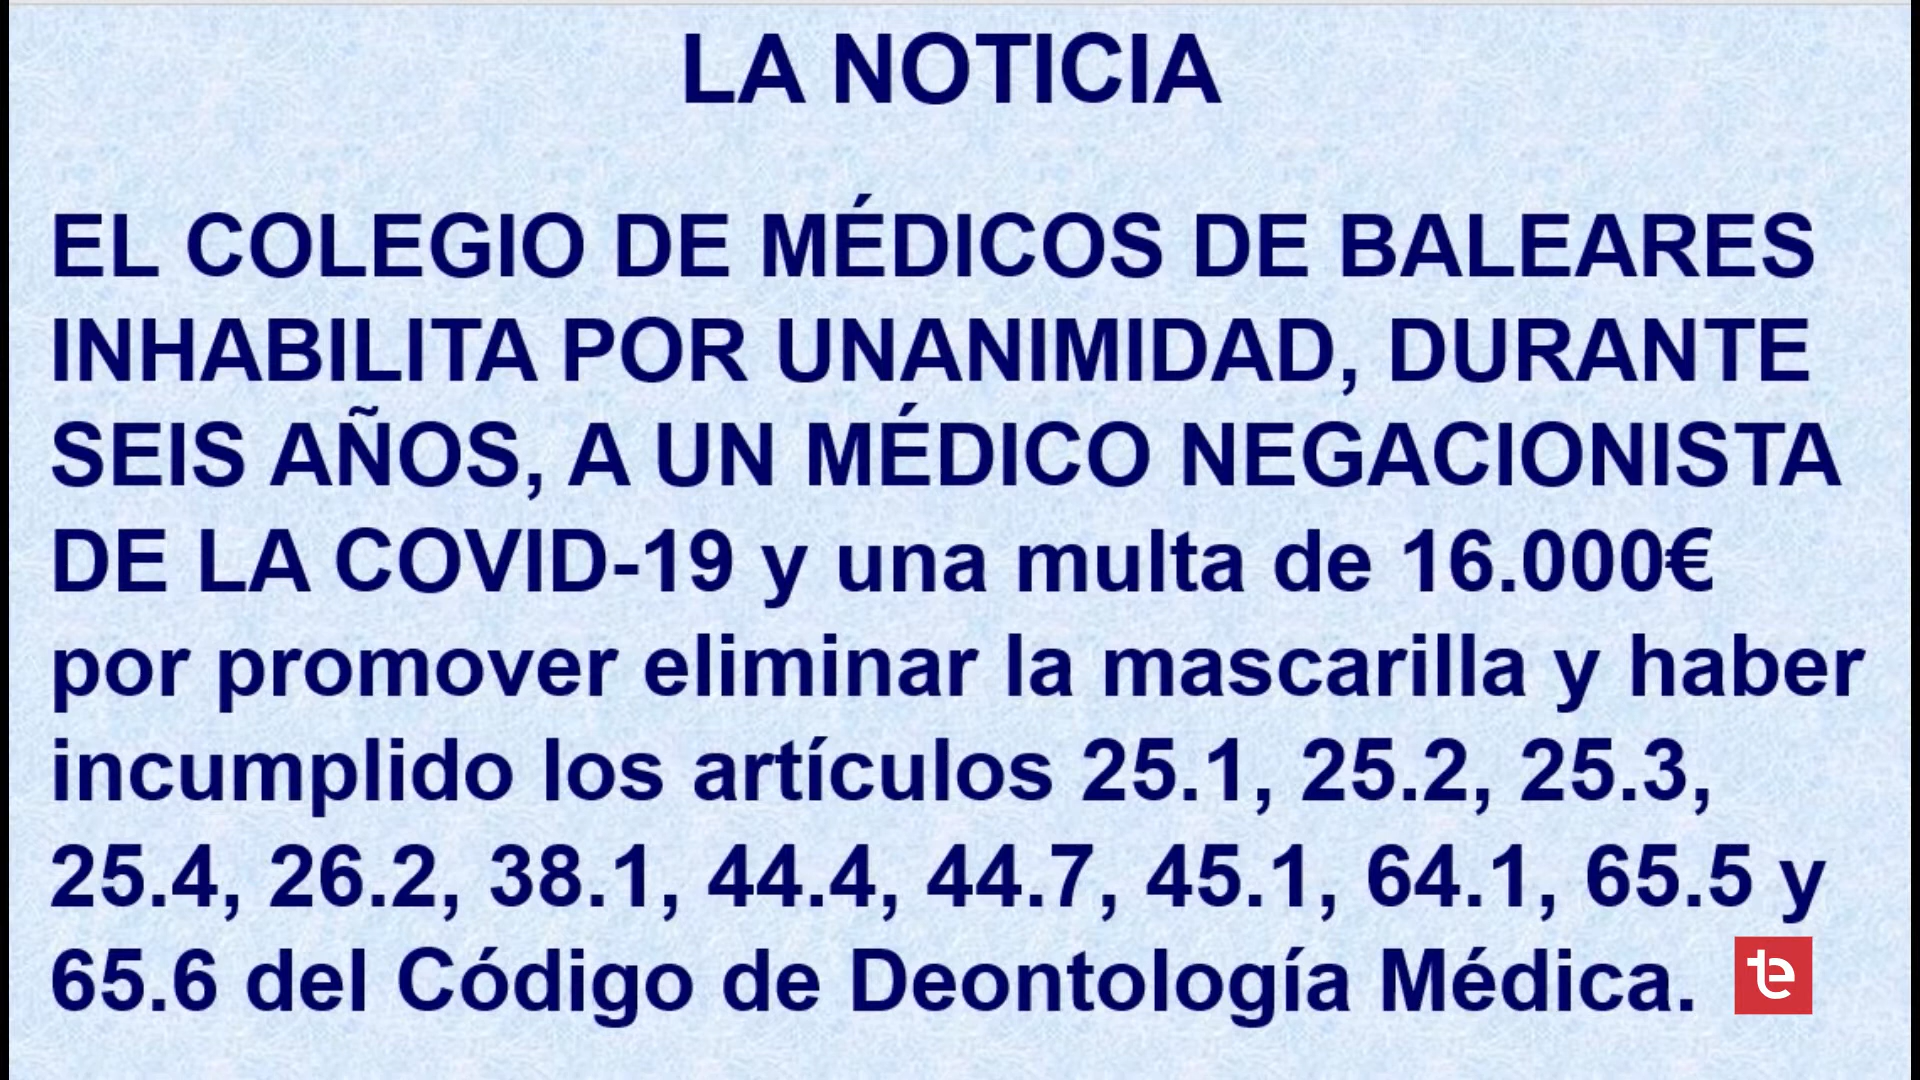 LA NOTICIA
EL COLEGIO DE MÉDICOS DE BALEARES
INHABILITA POR UNANIMIDAD, DURANTE
SEIS AÑOS, A UN MÉDICO NEGACIONISTA
DE LA COVID-19 y una multa de 16.000€
por promover eliminar la mascarilla y haber
incumplido los artículos 25.1, 25.2, 25.3,
25.4, 26.2, 38.1, 44.4, 44.7, 45.1, 64.1, 65.5 y
65.6 del Código de Deontología Médica.
te